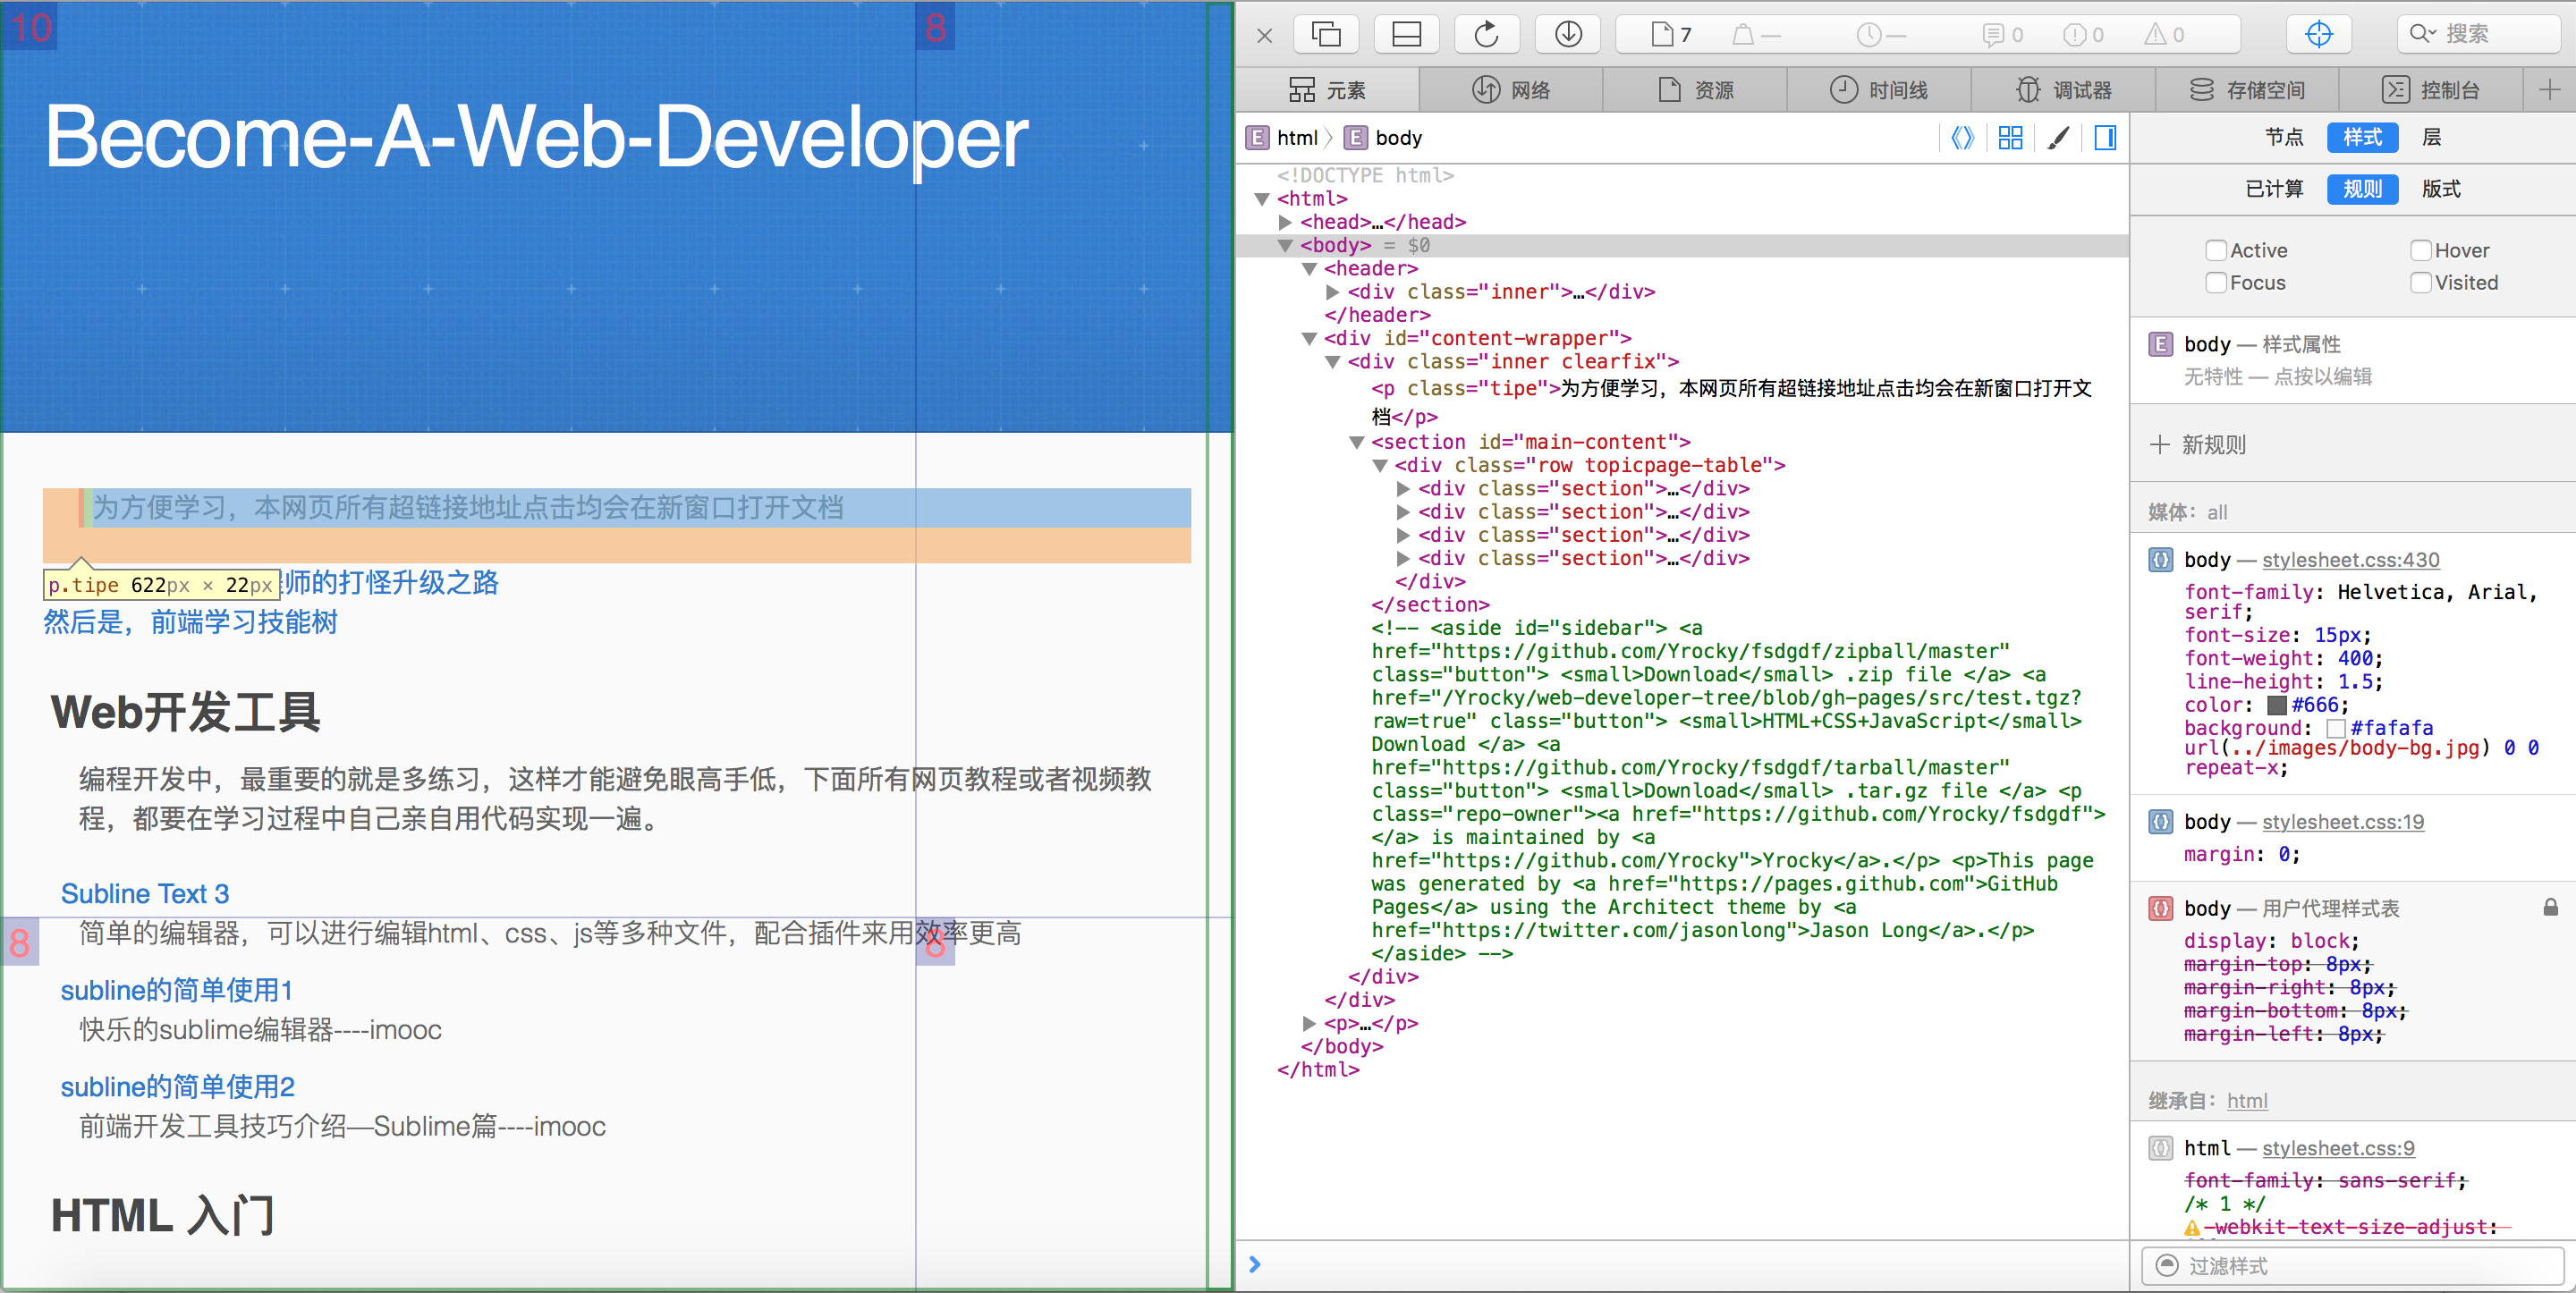 10
8
Become-A-Web-Developer
为方便学习，本网页所有超链接地址点击均会在新窗口打开文档
p.tipe 622px × 22px
师的打怪升级之路
然后是，前端学习技能树
Web开发工具
编程开发中，最重要的就是多练习，这样才能避免眼高手低，下面所有网页教程或者视频教
程，都要在学习过程中自己亲自用代码实现一遍。
Subline Text 3
简单的编辑器，可以进行编辑html、css、js等多种文件，配合插件来用效率更高
8
8
subline的简单使用1
快乐的sublime编辑器----imooc
subline的简单使用2
前端开发工具技巧介绍—Sublime篇----imooc
HTML 入门
7
—
—
0
0
0
搜索
元素
网络
资源
时间线
调试器
存储空间
控制台
E html
E body
<!DOCTYPE html>
<html>
<head>…</head>
<body> = $0
<header>
<div class="inner">…</div>
</header>
<div id="content-wrapper">
<div class="inner clearfix">
<p class="tipe">为方便学习，本网页所有超链接地址点击均会在新窗口打开文
档</p>
<section id="main-content">
<div class="row topicpage-table">
<div class="section">…</div>
<div class="section">…</div>
<div class="section">…</div>
<div class="section">…</div>
</div>
</section>
<!-- <aside id="sidebar"> <a
href="https://github.com/Yrocky/fsdgdf/zipball/master"
class="button"> <small>Download</small> .zip file </a> <a
href="/Yrocky/web-developer-tree/blob/gh-pages/src/test.tgz?
raw=true" class="button"> <small>HTML+CSS+JavaScript</small>
Download </a> <a
href="https://github.com/Yrocky/fsdgdf/tarball/master"
class="button"> <small>Download</small> .tar.gz file </a> <p
class="repo-owner"><a href="https://github.com/Yrocky/fsdgdf">
</a> is maintained by <a
href="https://github.com/Yrocky">Yrocky</a>.</p> <p>This page
was generated by <a href="https://pages.github.com">GitHub
Pages</a> using the Architect theme by <a
href="https://twitter.com/jasonlong">Jason Long</a>.</p>
</aside> -->
</div>
</div>
<p>…</p>
</body>
</html>
节点
样式
层
已计算
规则
版式
Active
Hover
Focus
Visited
E body — 样式属性
无特性 — 点按以编辑
新规则
媒体：all
body — stylesheet.css:430
font-family: Helvetica, Arial,
serif;
font-size: 15px;
font-weight: 400;
line-height: 1.5;
color: #666;
background: #fafafa
url(../images/body-bg.jpg) 0 0
repeat-x;
body — stylesheet.css:19
margin: 0;
body — 用户代理样式表
display: block;
margin-top: 8px;
margin-right: 8px;
margin-bottom: 8px;
margin-left: 8px;
继承自：html
html — stylesheet.css:9
font-family: sans-serif;
/* 1 */
-webkit-text-size-adjust:
过滤样式